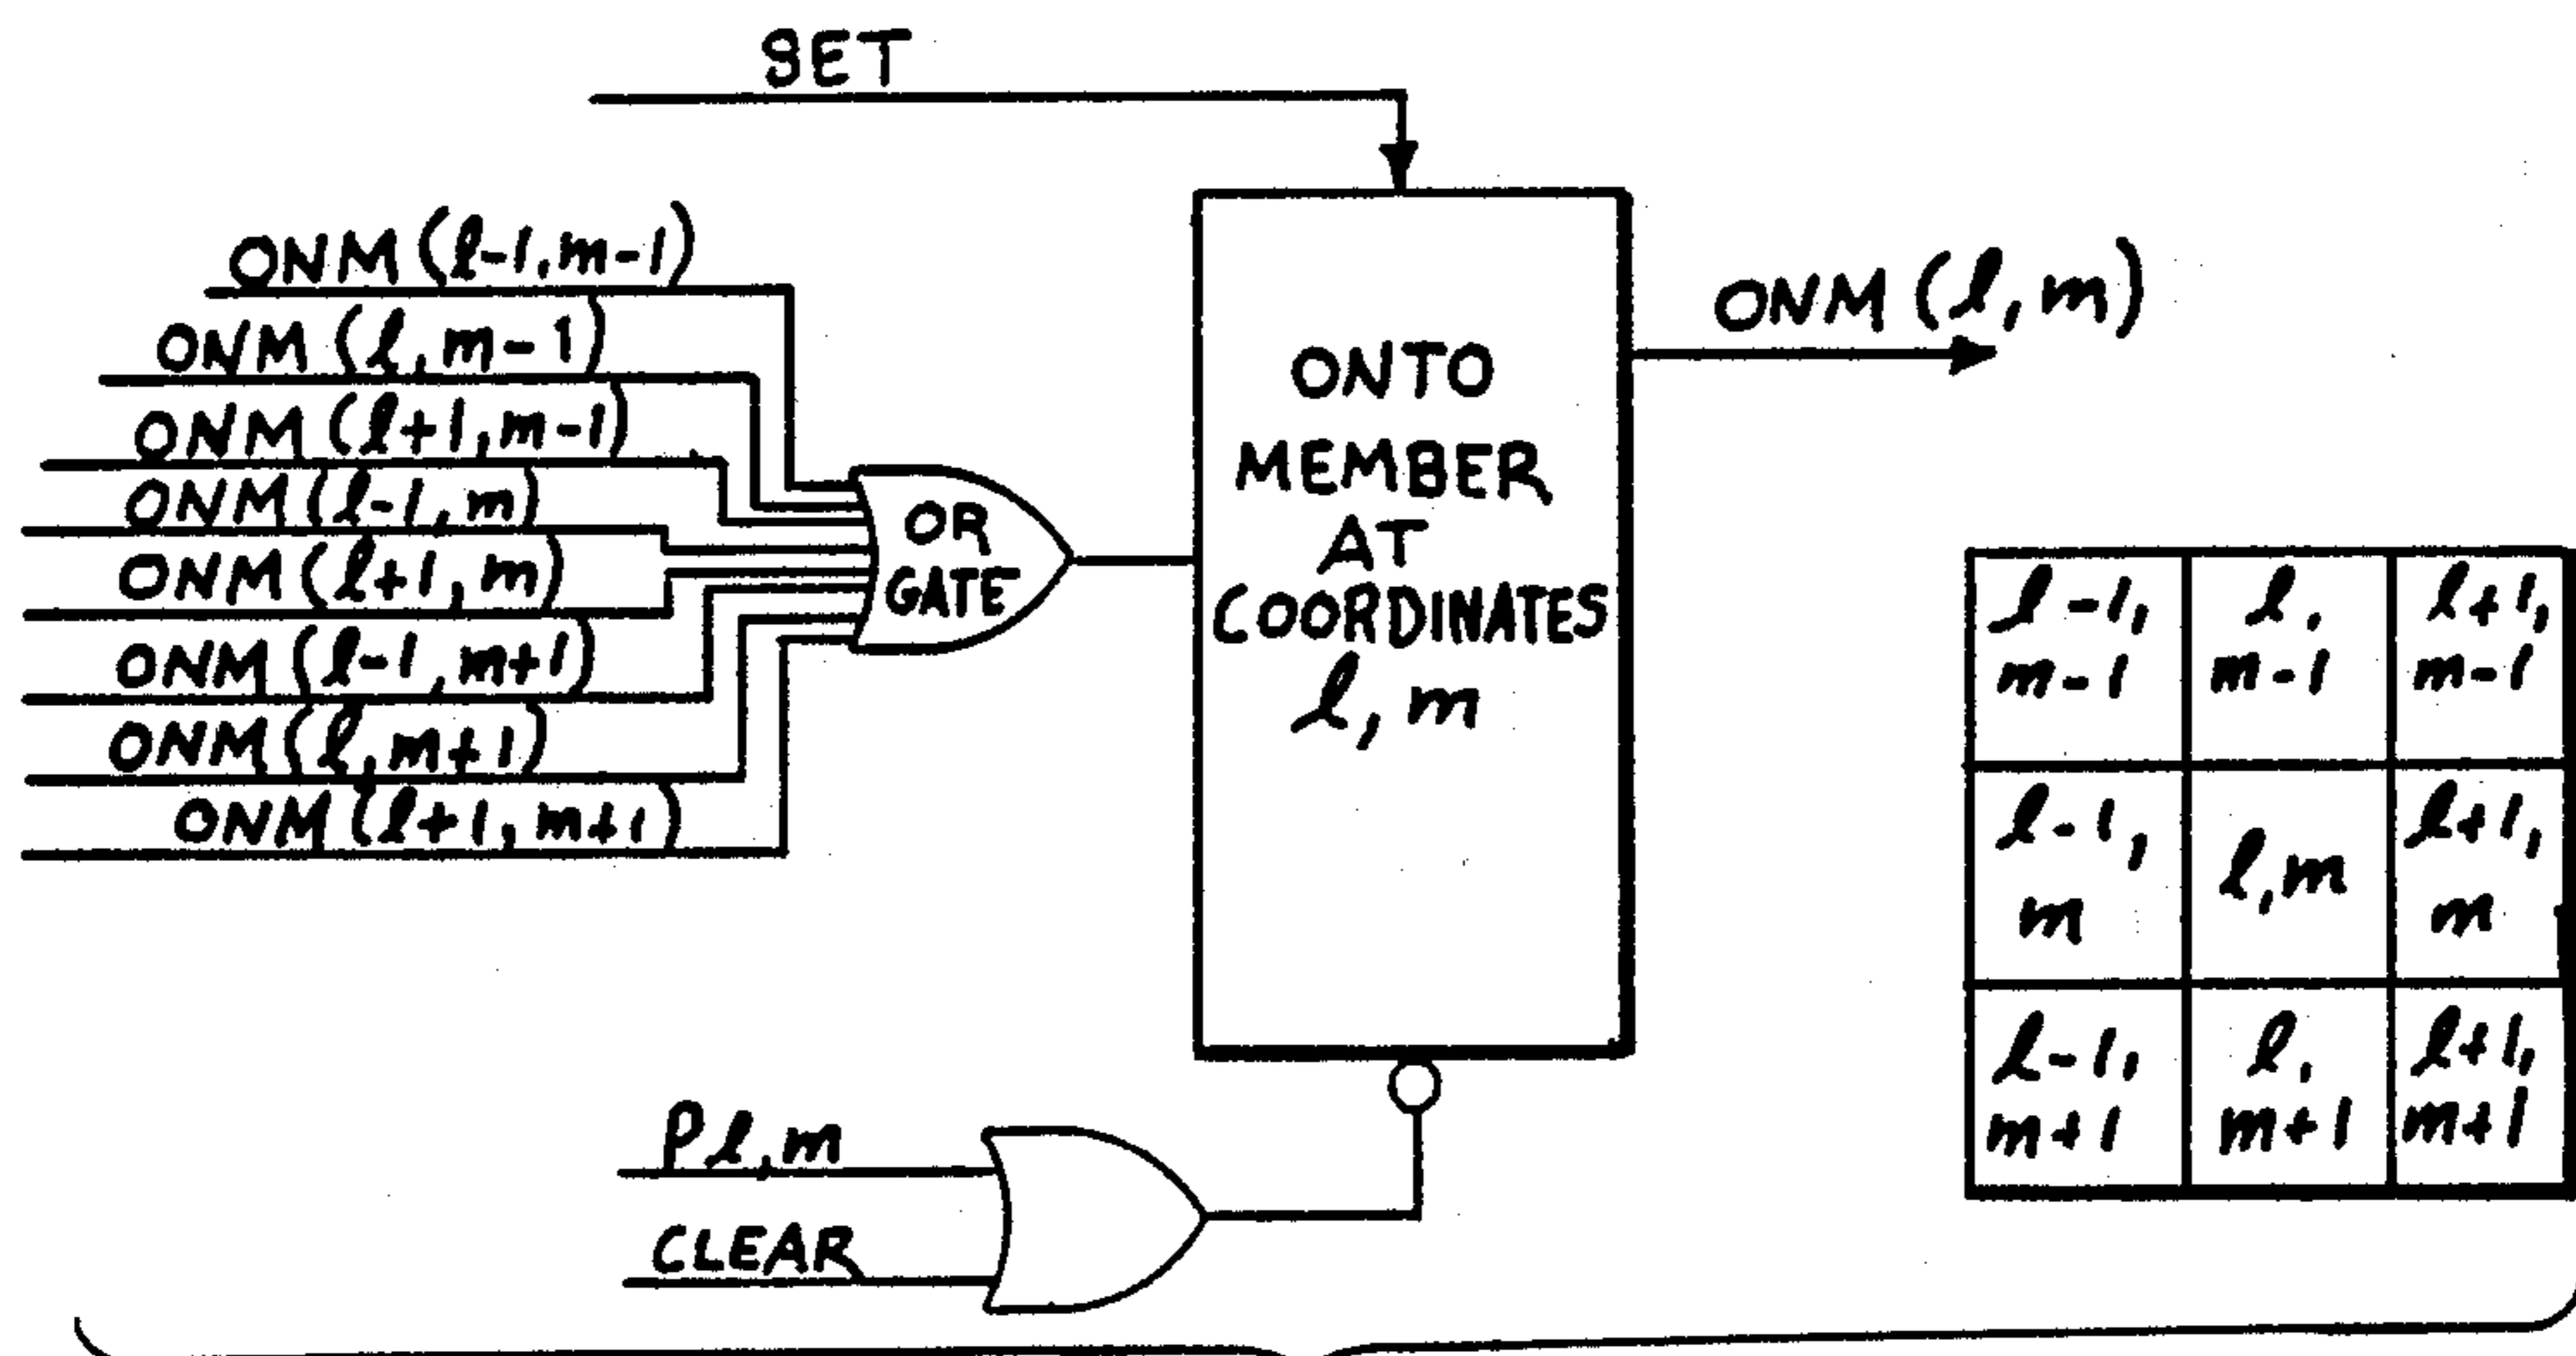 SET
ONM (l-1, m-1)
ONM (l, m-1)
ONM (l+1, m-1)
ONM (l-1, m)
ONM (l+1, m)
ONM (l-1, m+1)
ONM (l, m+1)
ONM (l+1, m+1)
OR
GATE
ONTO
MEMBER
AT
COORDINATES
l, m
ONM (l, m)
Pl,m
CLEAR
l-1, l, l+1,
m-1 m-1 m-1
l-1, l+1,
l,m
m m
l-1, l, l+1,
m+1 m+1 m+1